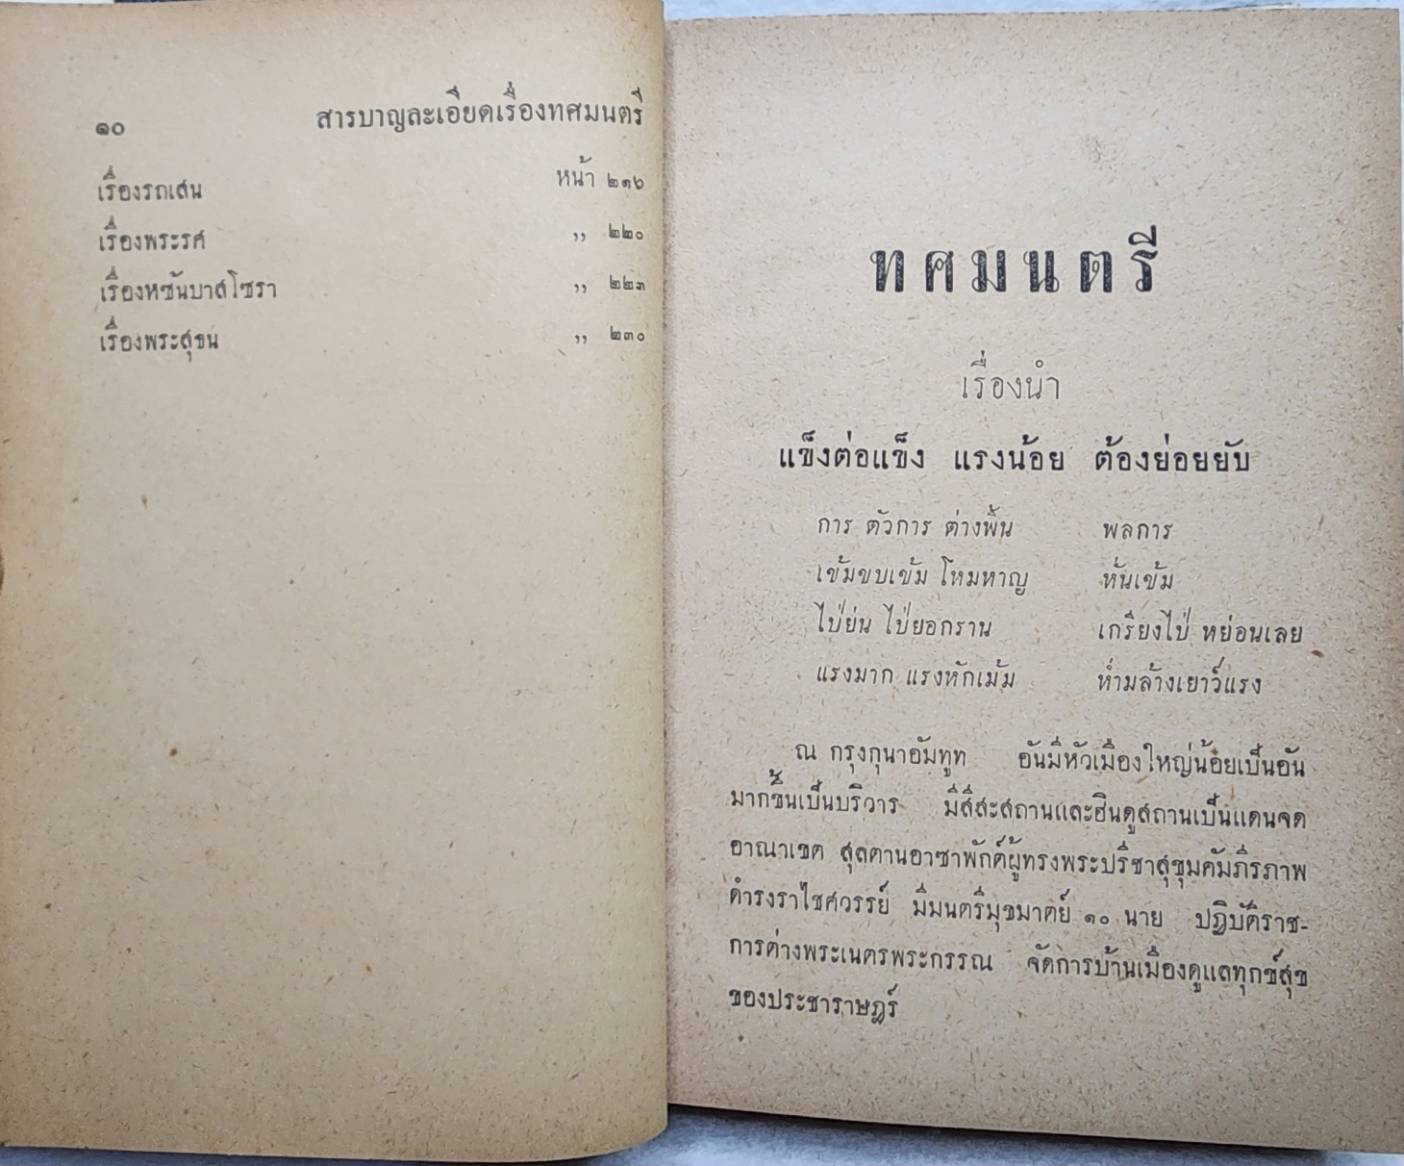 ๑๐ สารบาญละเอียดเรื่องทศมนตรี
เรื่องรถเสน หน้า ๒๑๖
เรื่องพระรศ ,, ๒๒๐
เรื่องหซันบาสโซรา ,, ๒๒๓
เรื่องพระสุธน ,, ๒๓๐
ทศมนตรี
เรื่องนำ
แข็งต่อแข็ง แรงน้อย ต้องย่อยยับ
การ ตัวการ ต่างพื้น พลการ
เข้มขบเข้ม โหมหาญ หั่นเข้ม
ไป่ย่น ไป่ยอกราน เกรียงไป่ หย่อนเลย
แรงมาก แรงหักเม้ม ห้ำมล้างเยาว์แรง
ณ กรุงกุนาอัมทูท อันมีหัวเมืองใหญ่น้อยเป็นอัน
มากขึ้นเป็นบริวาร มีสีสะสถานและฮินดูสถานเป็นแดนจด
อาณาเขต สุลตานอาซาพักต์ผู้ทรงพระปรีชาสุขุมคัมภีรภาพ
ดำรงราไชศวรรย์ มีมนตรีมุขมาตย์ ๑๐ นาย ปฏิบัติราช-
การต่างพระเนตรพระกรรณ จัดการบ้านเมืองดูแลทุกข์สุข
ของประชาราษฎร์